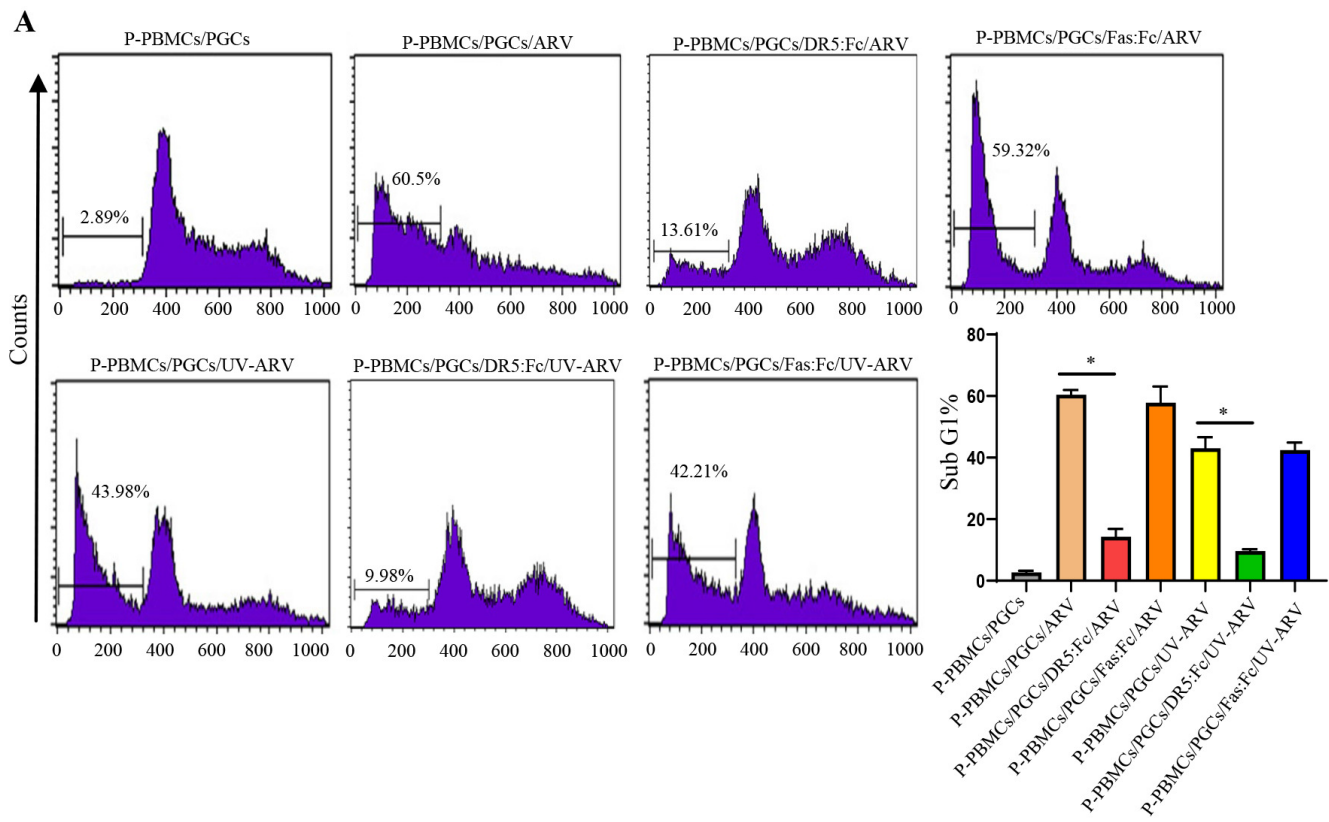 A
P-PBMCs/PGCs
P-PBMCs/PGCs/ARV
P-PBMCs/PGCs/DR5:Fc/ARV
P-PBMCs/PGCs/Fas:Fc/ARV
Counts
2.89%
60.5%
13.61%
59.32%
0 200 400 600 800 1000
0 200 400 600 800 1000
0 200 400 600 800 1000
0 200 400 600 800 1000
P-PBMCs/PGCs/UV-ARV
P-PBMCs/PGCs/DR5:Fc/UV-ARV
P-PBMCs/PGCs/Fas:Fc/UV-ARV
43.98%
9.98%
42.21%
0 200 400 600 800 1000
0 200 400 600 800 1000
0 200 400 600 800 1000
Sub G1%
80
60
40
20
0
*
*
P-PBMCs/PGCs
P-PBMCs/PGCs/ARV
P-PBMCs/PGCs/DR5:Fc/ARV
P-PBMCs/PGCs/Fas:Fc/ARV
P-PBMCs/PGCs/UV-ARV
P-PBMCs/PGCs/DR5:Fc/UV-ARV
P-PBMCs/PGCs/Fas:Fc/UV-ARV